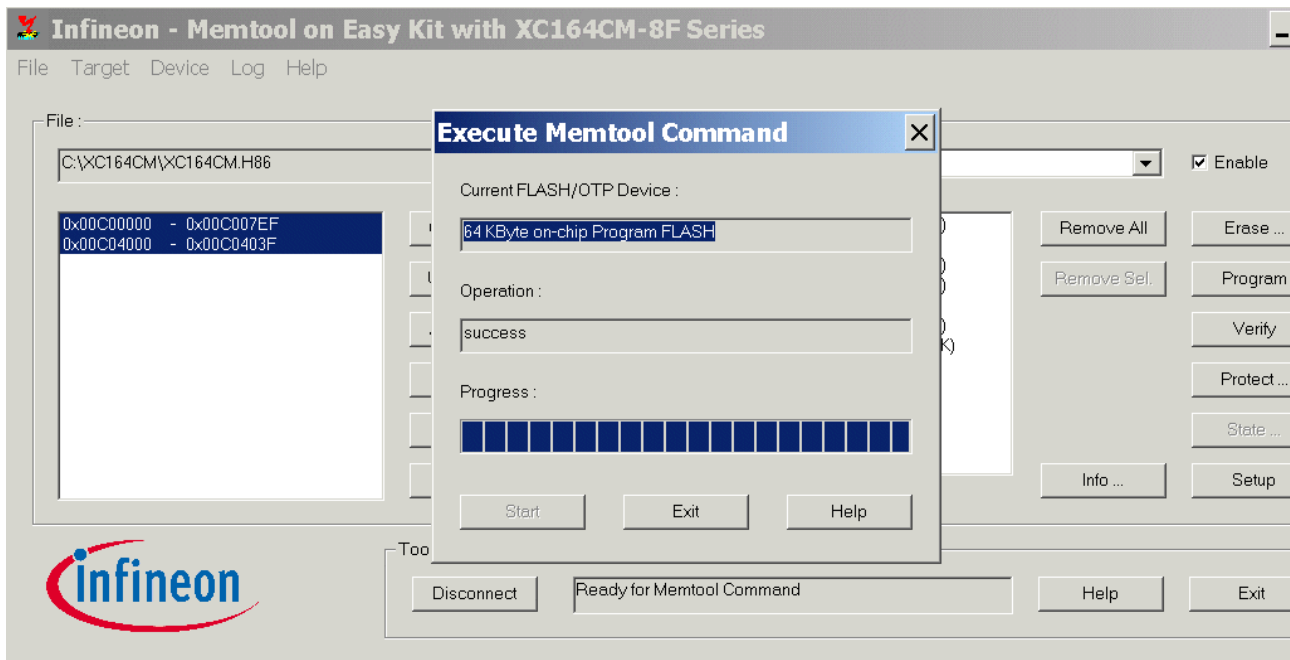 Infineon - Memtool on Easy Kit with XC164CM-8F Series
File Target Device Log Help
File :
C:\XC164CM\XC164CM.H86
Enable
0x00C00000 - 0x00C007EF
0x00C04000 - 0x00C0403F
Execute Memtool Command
Current FLASH/OTP Device :
64 KByte on-chip Program FLASH
Operation :
success
Progress :
Start
Exit
Help
Remove All
Remove Sel.
Info ...
Erase ...
Program
Verify
Protect ...
State ...
Setup
K)
infineon
Too
Disconnect
Ready for Memtool Command
Help
Exit